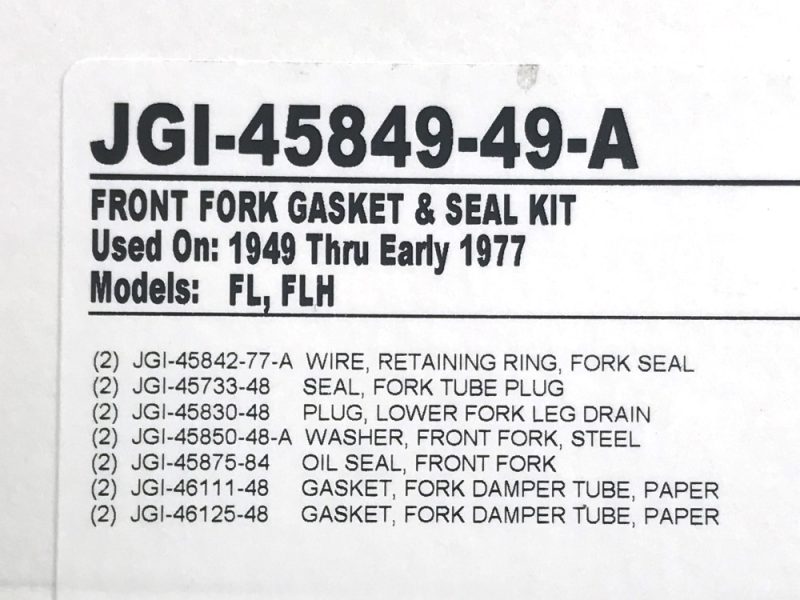 JGI-45849-49-A
FRONT FORK GASKET & SEAL KIT
Used On: 1949 Thru Early 1977
Models: FL, FLH
(2) JGI-45842-77-A WIRE, RETAINING RING, FORK SEAL
(2) JGI-45733-48 SEAL, FORK TUBE PLUG
(2) JGI-45830-48 PLUG, LOWER FORK LEG DRAIN
(2) JGI-45850-48-A WASHER, FRONT FORK, STEEL
(2) JGI-45875-84 OIL SEAL, FRONT FORK
(2) JGI-46111-48 GASKET, FORK DAMPER TUBE, PAPER
(2) JGI-46125-48 GASKET, FORK DAMPER TUBE, PAPER